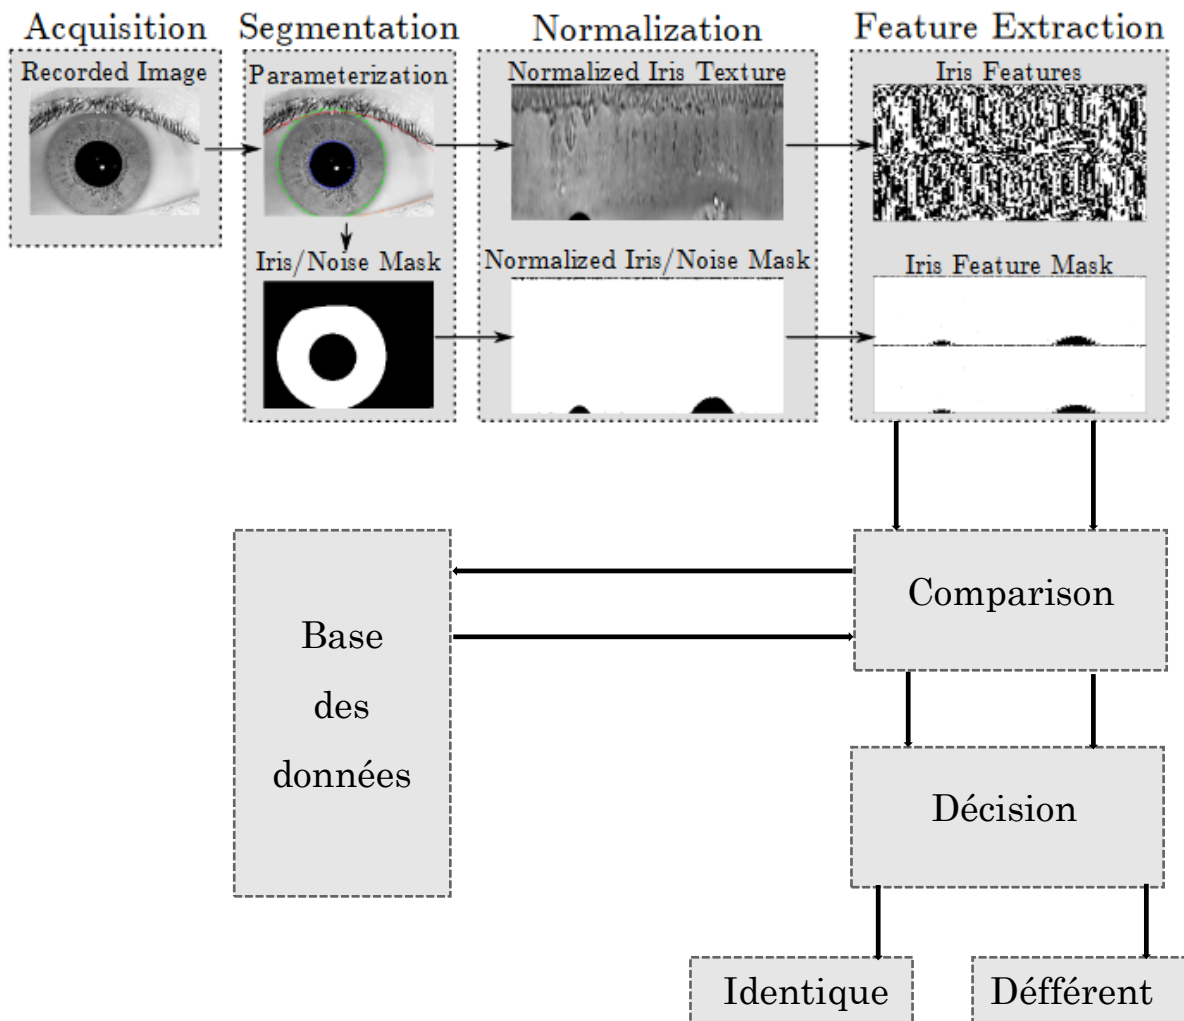 Acquisition
Recorded Image
Segmentation
Parameterization
Iris/Noise Mask
Normalization
Normalized Iris Texture
Normalized Iris/Noise Mask
Feature Extraction
Iris Features
Iris Feature Mask
Base
des
données
Comparison
Décision
Identique
Défférent